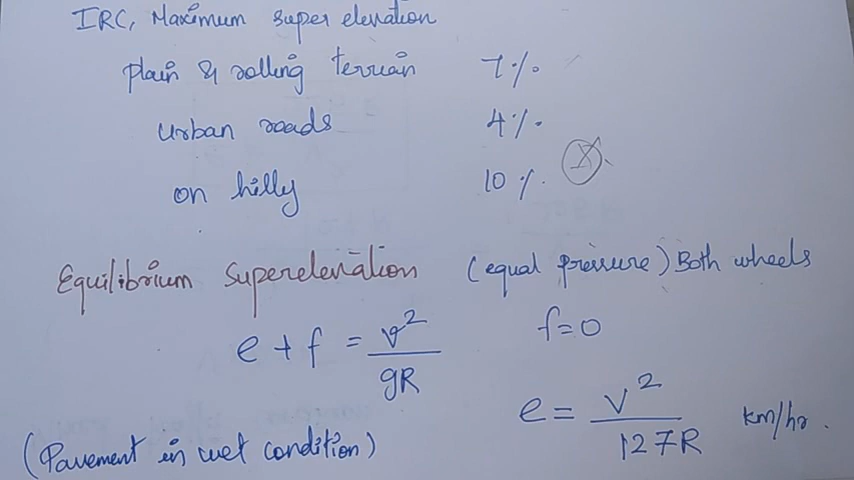 IRC, Maximum super elevation
plain & rolling terrian 7%.
urban roads 4%.
on hilly 10%. X
Equilibrium Superelevation (equal pressure) Both wheels
e + f = v²/gR f=0
e = V²/127R km/hr.
(Pavement in wet condition)